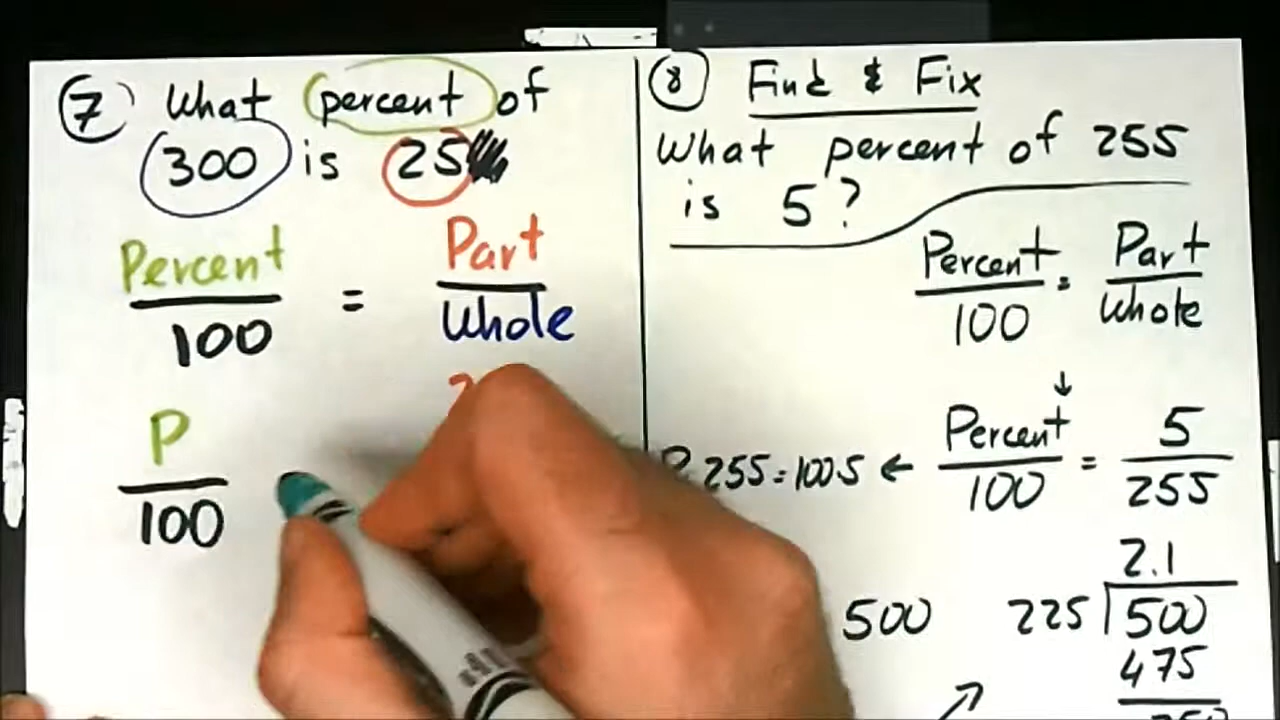 7 What percent of
300 is 25
Percent
100
=
Part
Whole
P
100
8 Find & Fix
What percent of 255
is 5?
Percent
100
=
Part
Whole
↓
255 = 100·5 ← Percent
100
=
5
255
500
2.1
225 500
475